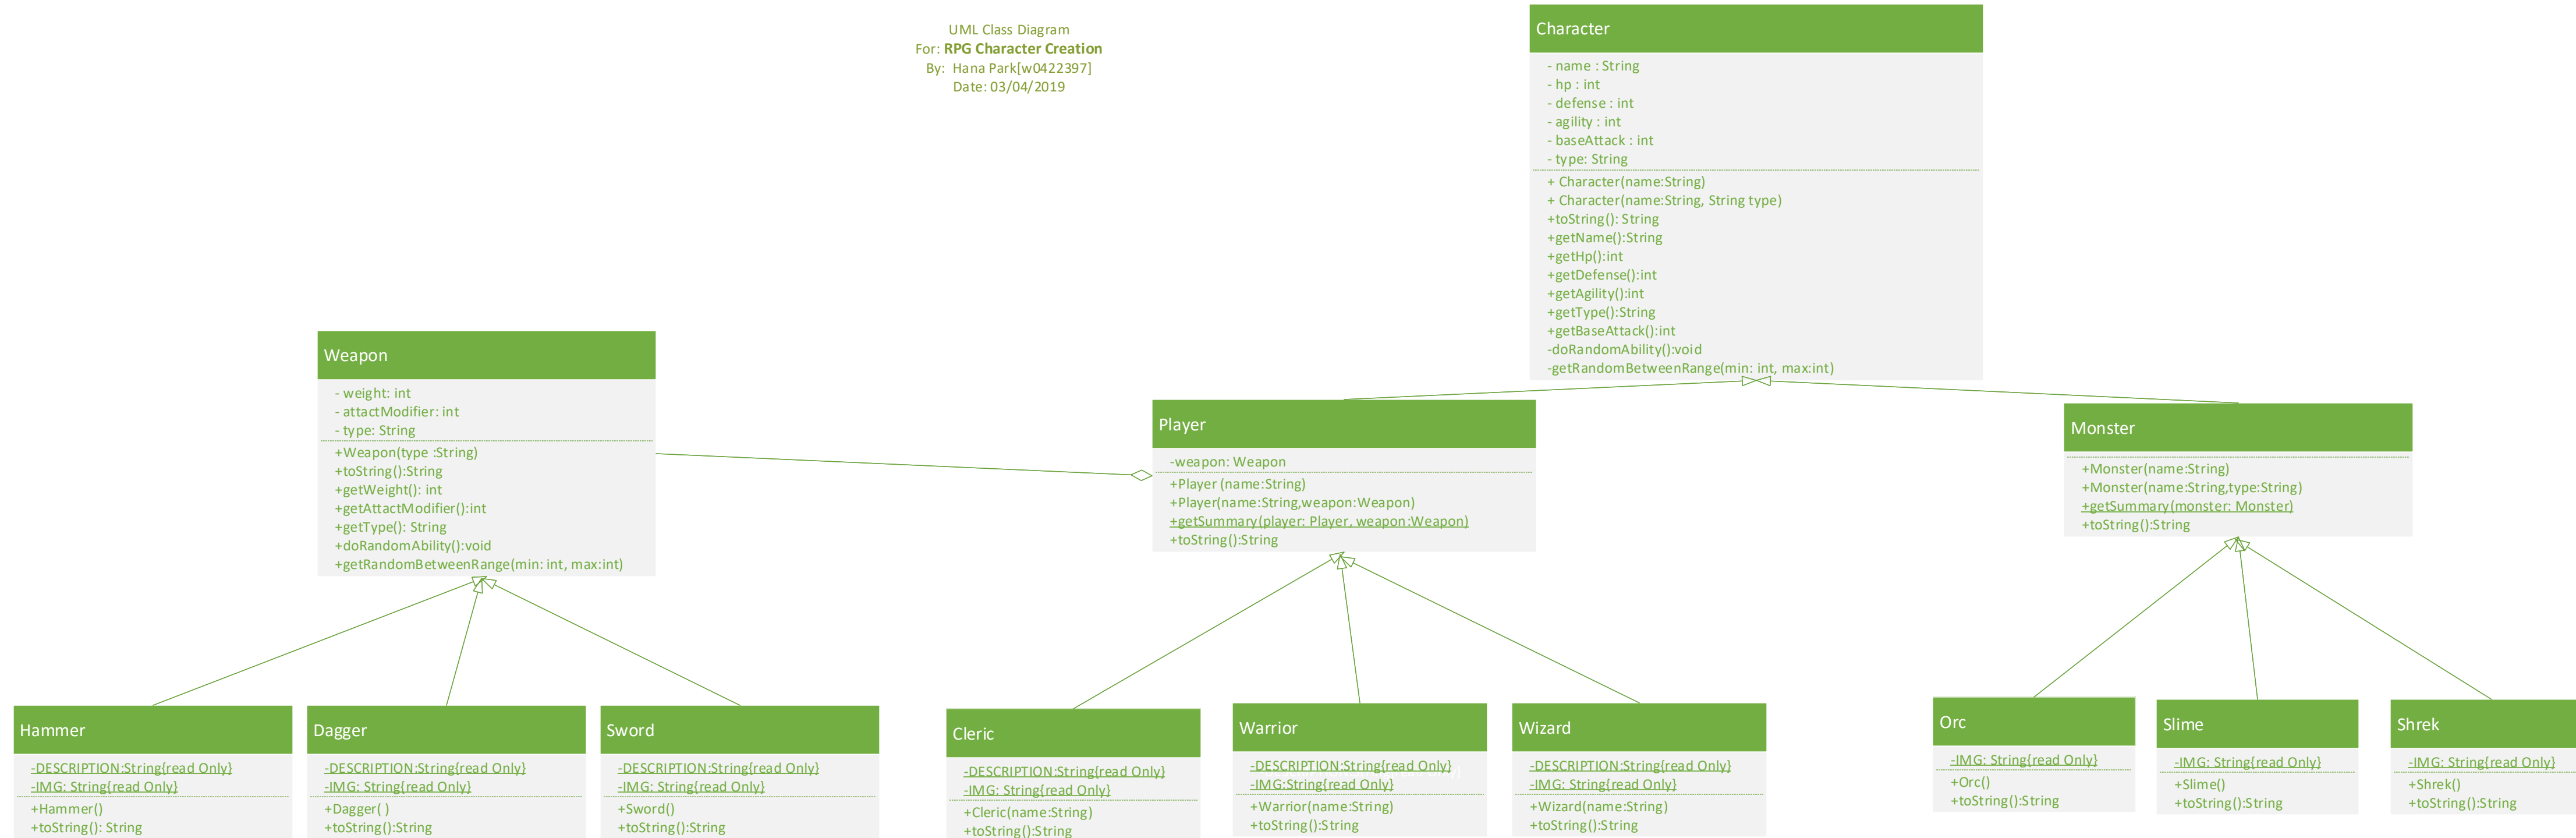 UML Class Diagram
For: RPG Character Creation
By: Hana Park[w0422397]
Date: 03/04/2019
Character
- name : String
- hp : int
- defense : int
- agility : int
- baseAttack : int
- type: String
+ Character(name:String)
+ Character(name:String, String type)
+toString(): String
+getName():String
+getHp():int
+getDefense():int
+getAgility():int
+getType():String
+getBaseAttack():int
-doRandomAbility():void
-getRandomBetweenRange(min: int, max:int)
Weapon
- weight: int
- attactModifier: int
- type: String
+Weapon(type :String)
+toString():String
+getWeight(): int
+getAttactModifier():int
+getType(): String
+doRandomAbility():void
+getRandomBetweenRange(min: int, max:int)
Player
-weapon: Weapon
+Player (name:String)
+Player(name:String,weapon:Weapon)
+getSummary(player: Player, weapon:Weapon)
+toString():String
Monster
+Monster(name:String)
+Monster(name:String,type:String)
+getSummary(monster: Monster)
+toString():String
Hammer
-DESCRIPTION:String{read Only}
-IMG: String{read Only}
+Hammer()
+toString(): String
Dagger
-DESCRIPTION:String{read Only}
-IMG: String{read Only}
+Dagger( )
+toString():String
Sword
-DESCRIPTION:String{read Only}
-IMG: String{read Only}
+Sword()
+toString():String
Cleric
-DESCRIPTION:String{read Only}
-IMG: String{read Only}
+Cleric(name:String)
+toString():String
Warrior
-DESCRIPTION:String{read Only}
-IMG:String{read Only}
+Warrior(name:String)
+toString():String
Wizard
-DESCRIPTION:String{read Only}
-IMG: String{read Only}
+Wizard(name:String)
+toString():String
Orc
-IMG: String{read Only}
+Orc()
+toString():String
Slime
-IMG: String{read Only}
+Slime()
+toString():String
Shrek
-IMG: String{read Only}
+Shrek()
+toString():String